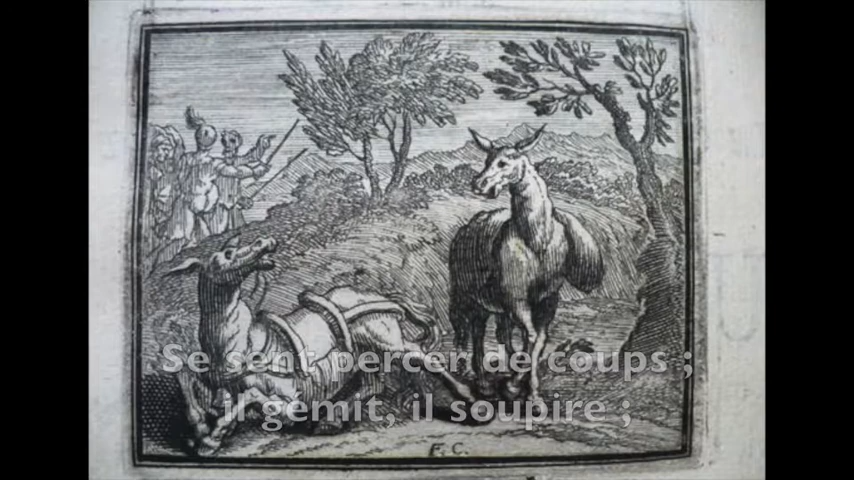 Se sent percer de coups ;
il gémit, il soupire ;
F. C.